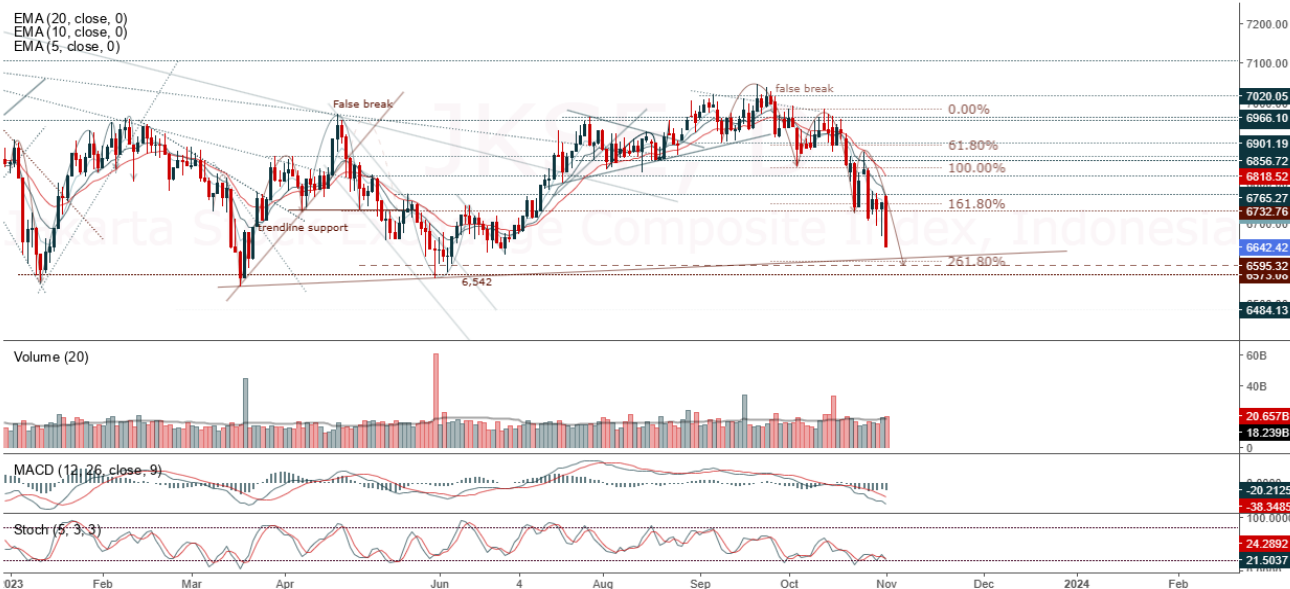 EMA (20, close, 0)
EMA (10, close, 0)
EMA (5, close, 0)
7200.00
7100.00
False break
false break
7020.05
0.00%
6966.10
61.80%
6901.19
6856.72
100.00%
6818.52
6765.27
161.80%
6732.76
trendline support
6642.42
261.80%
6595.32
6573.08
6,542
6484.13
Volume (20)
60B
40B
20.657B
18.239B
0
MACD (12, 26, close, 9)
-20.2125
-38.3485
Stoch (5, 3, 3)
24.2892
21.5037
Feb Mar Apr Jun 4 Aug Sep Oct Nov Dec 2024 Feb